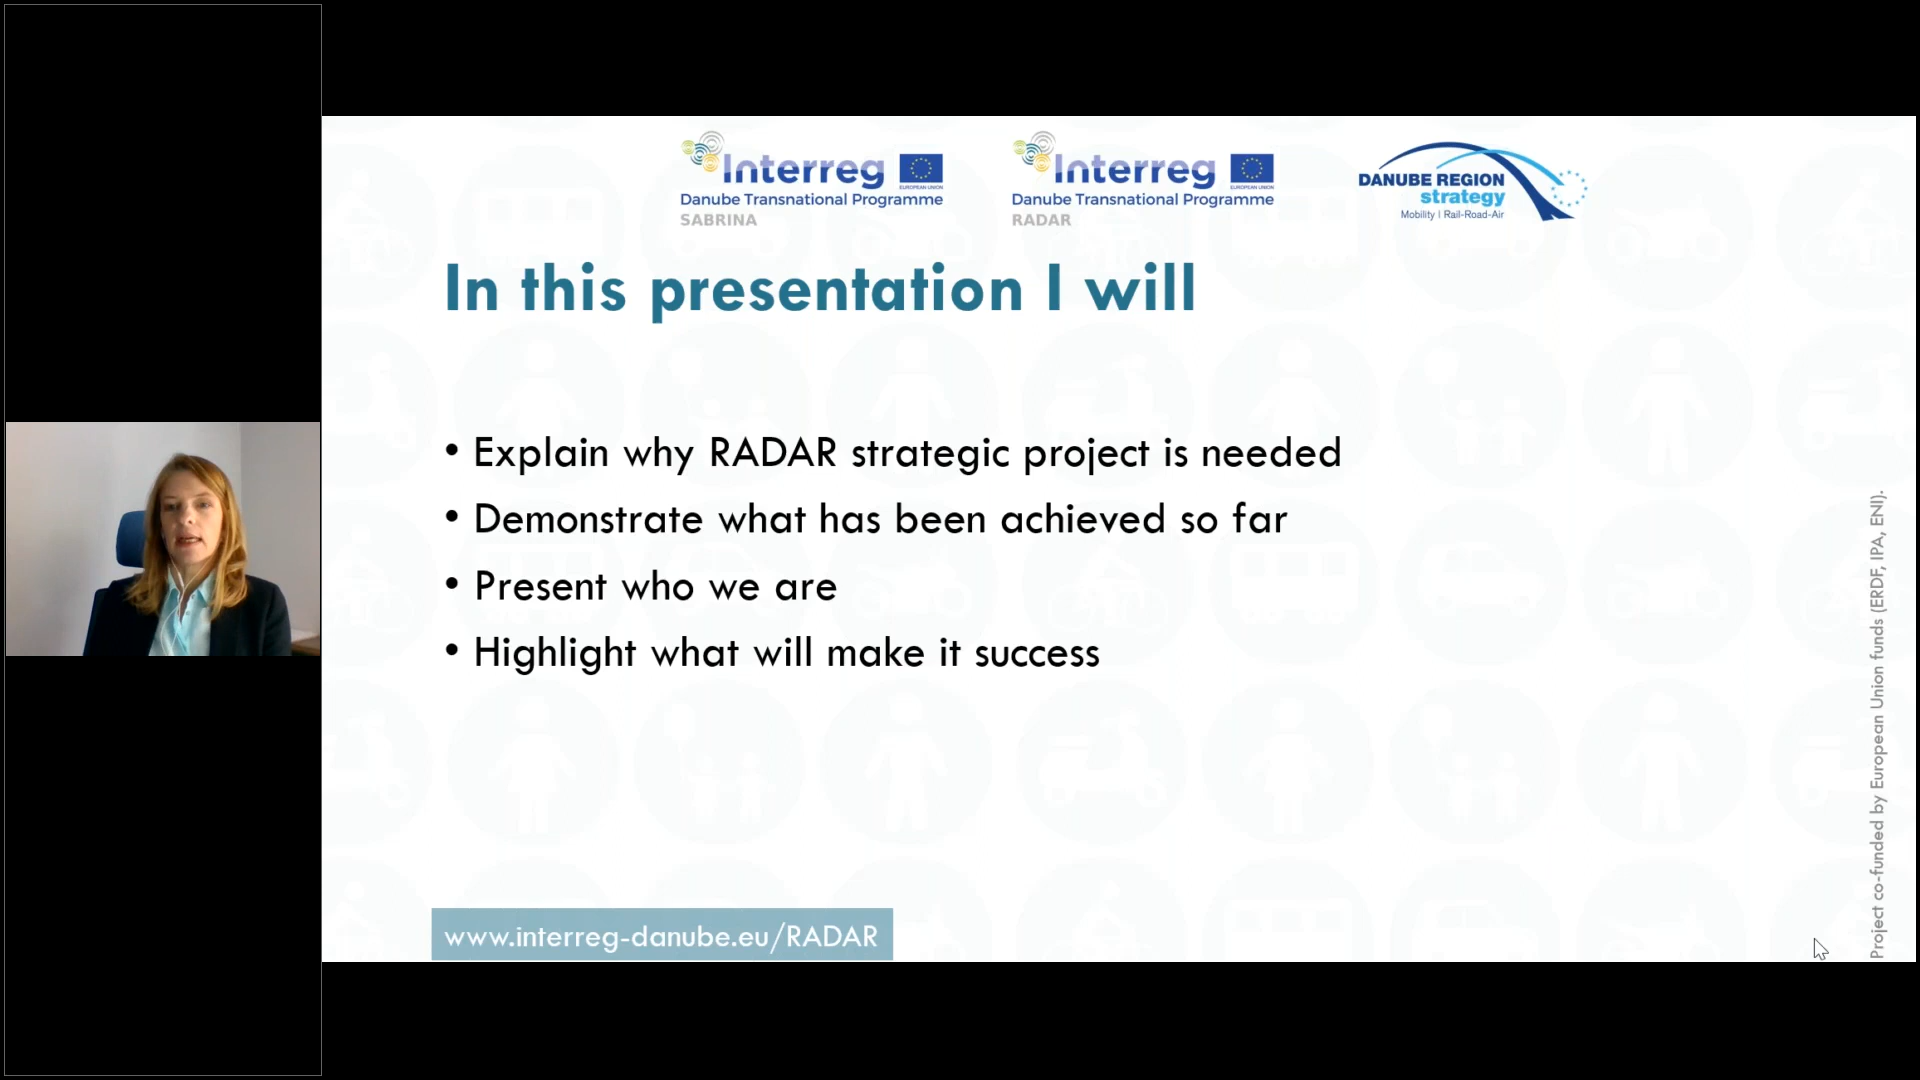 Interreg
EUROPEAN UNION
Danube Transnational Programme
SABRINA
Interreg
EUROPEAN UNION
Danube Transnational Programme
RADAR
DANUBE REGION
strategy
Mobility | Rail-Road-Air
In this presentation I will
• Explain why RADAR strategic project is needed
• Demonstrate what has been achieved so far
• Present who we are
• Highlight what will make it success
www.interreg-danube.eu/RADAR
Project co-funded by European Union funds (ERDF, IPA, ENI).